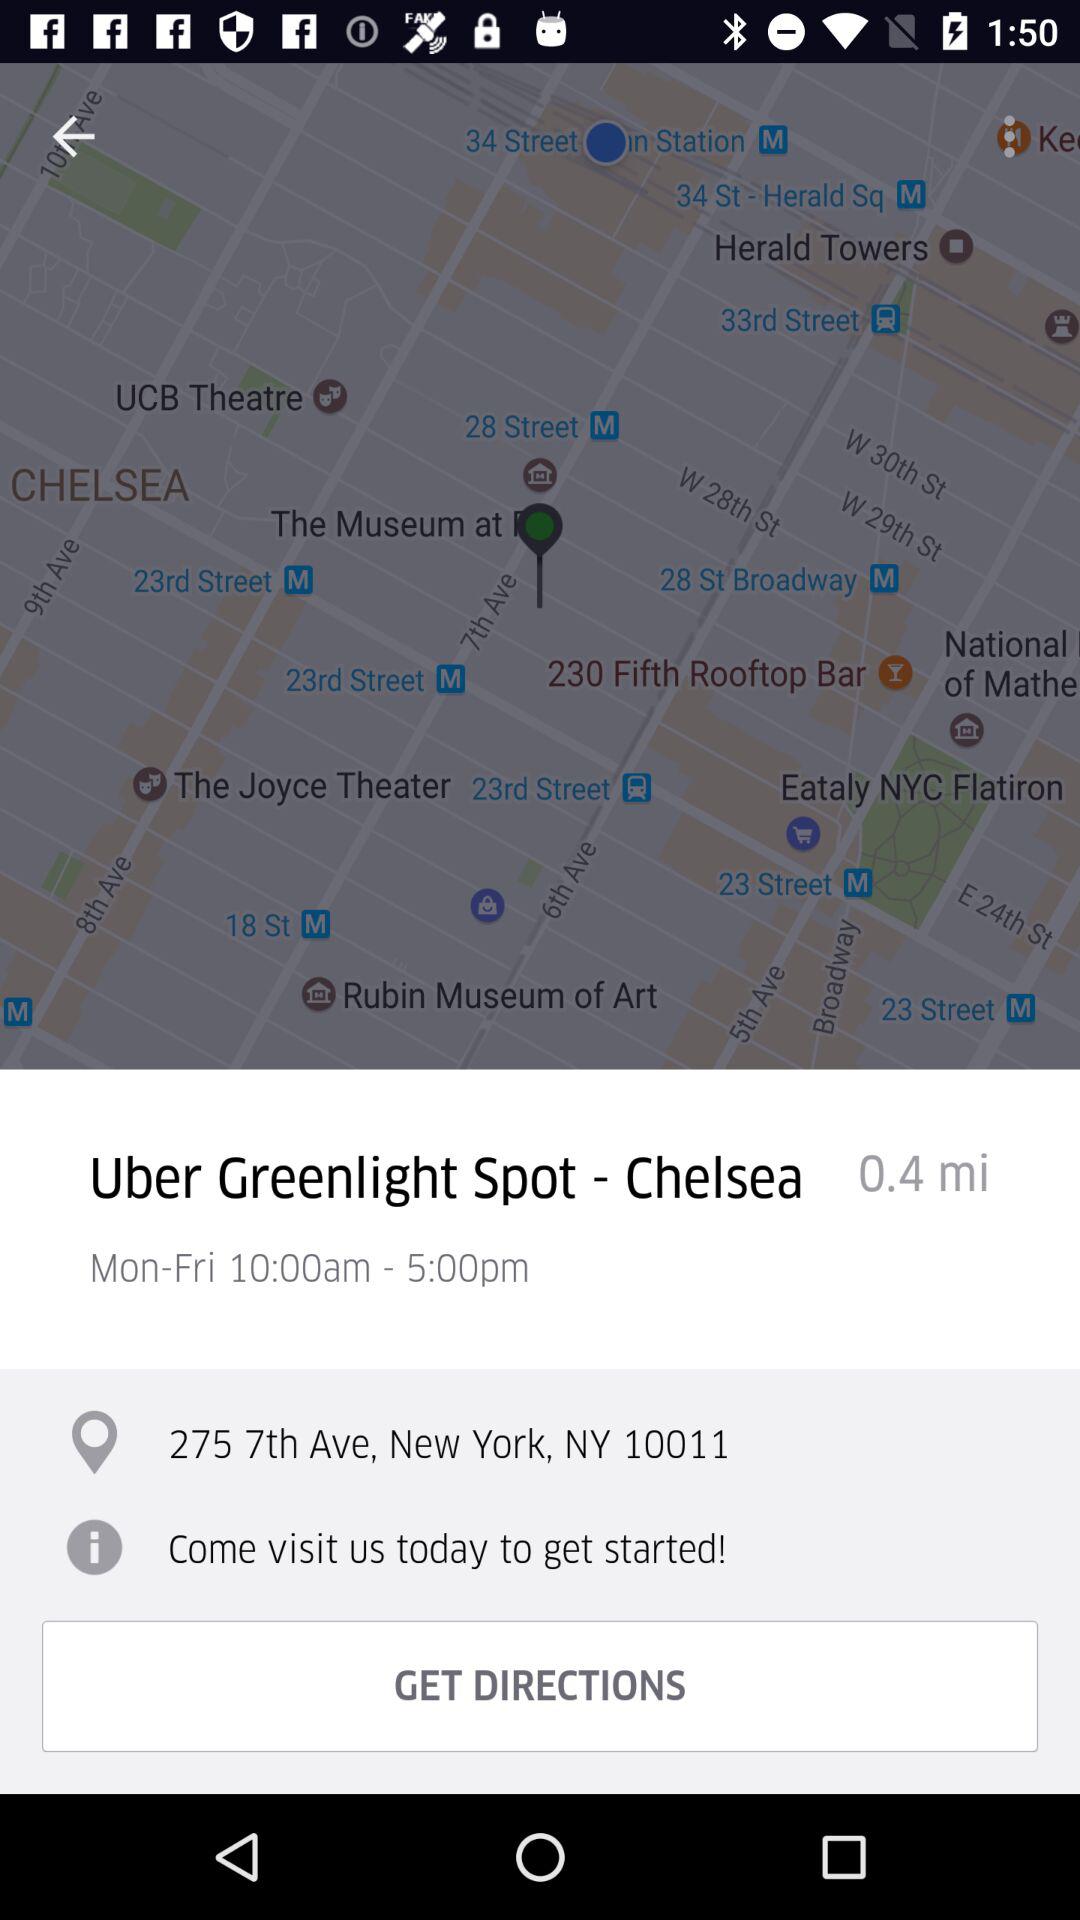 FAKE 1:50
10th Ave
34 Street
Station M
34 St - Herald Sq M
Herald Towers
33rd Street
UCB Theatre
28 Street M
W 30th St
CHELSEA
W 28th St
W 29th St
The Museum at
9th Ave
23rd Street M
7th Ave
28 St Broadway M
National
of Mathe
23rd Street M
230 Fifth Rooftop Bar
The Joyce Theater
23rd Street
Eataly NYC Flatiron
8th Ave
6th Ave
23 Street M
18 St M
E 24th St
Broadway
5th Ave
Rubin Museum of Art
M
23 Street M
Uber Greenlight Spot - Chelsea 0.4 mi
Mon-Fri 10:00am - 5:00pm
275 7th Ave, New York, NY 10011
Come visit us today to get started!
GET DIRECTIONS